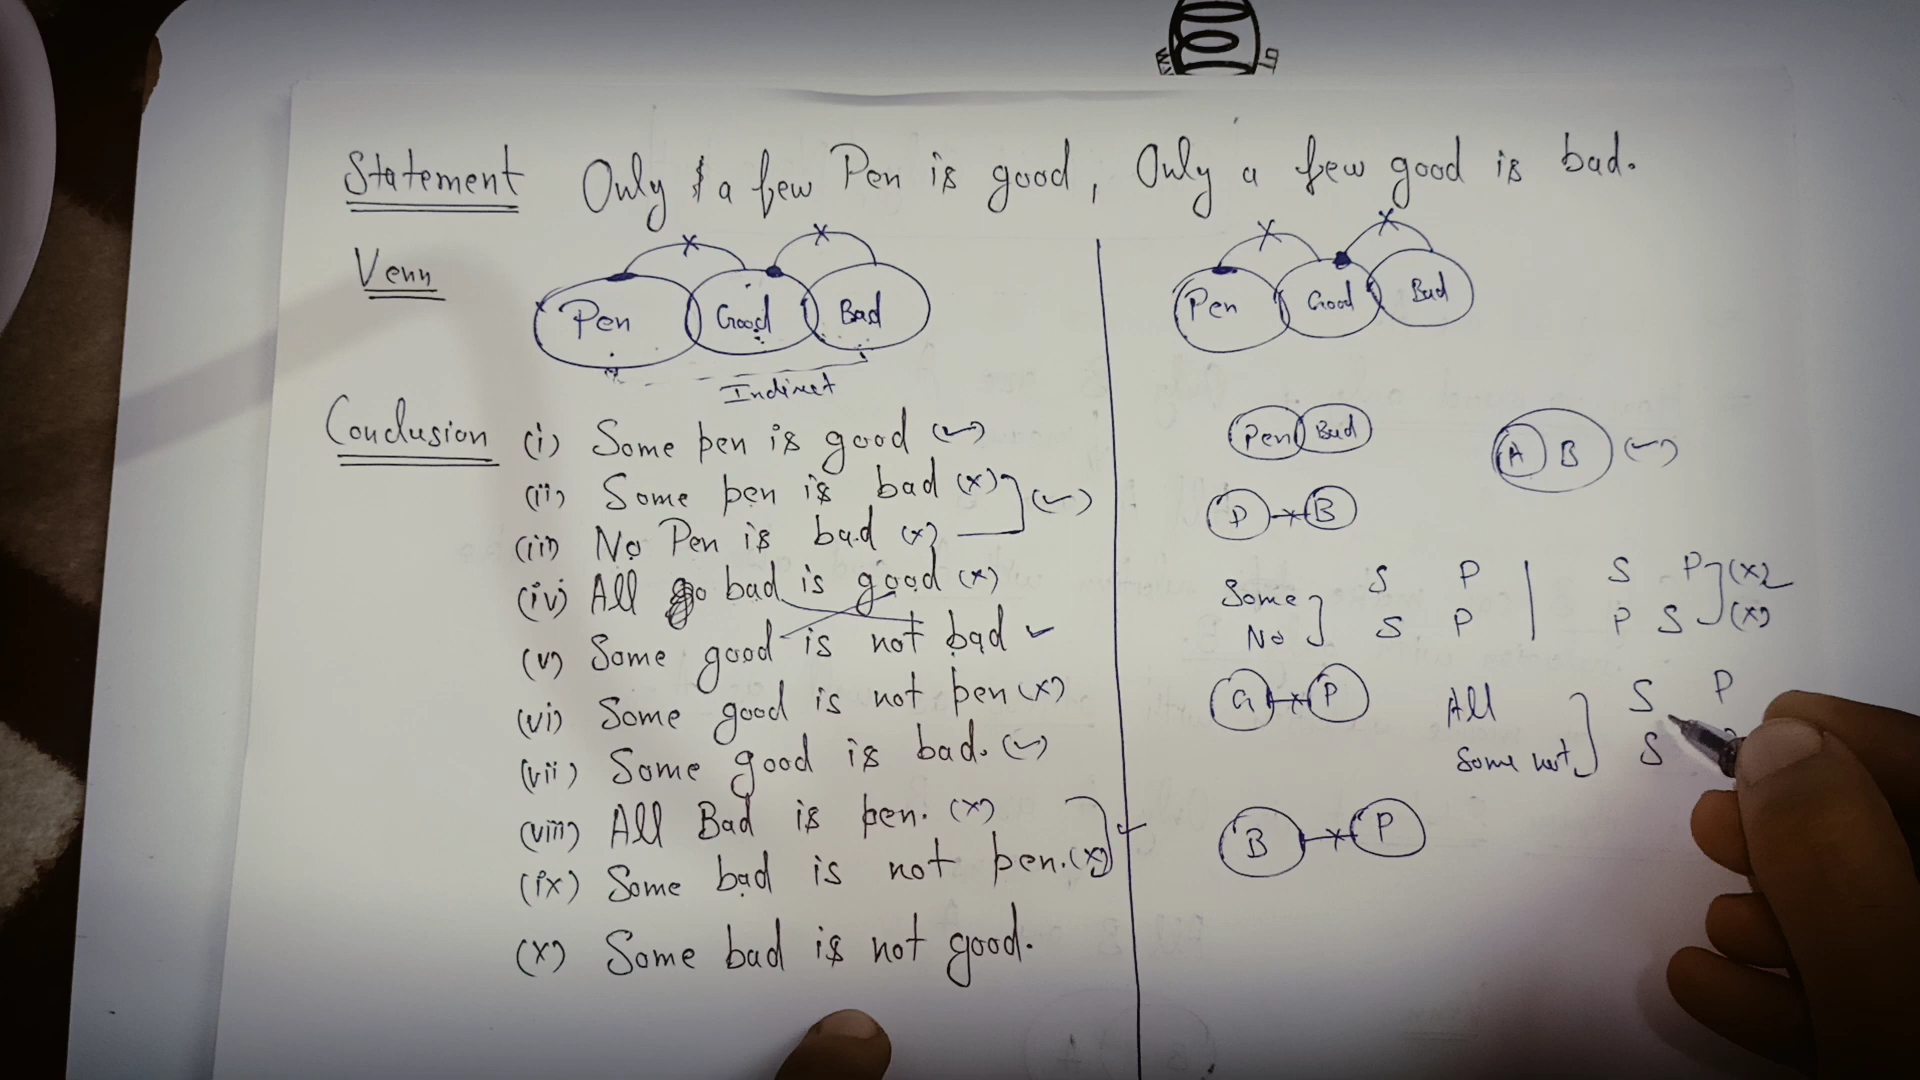 Statement Only a few Pen is good, Only a few good is bad.
Venn
Pen Good Bad
Indirect
Pen Good Bad
Conclusion (i) Some pen is good (✓)
(ii) Some pen is bad (x)
(iii) No Pen is bad (x) (✓)
(iv) All bad is good (x)
(v) Some good is not bad ✓
(vi) Some good is not pen (x)
(vii) Some good is bad. (✓)
(viii) All Bad is pen. (x)
(ix) Some bad is not pen. (x) ✓
(x) Some bad is not good.
Pen Bad
A B (✓)
P x B
Some S P S P (x)
No S P P S (x)
G x P
All S P
Some not S
B x P